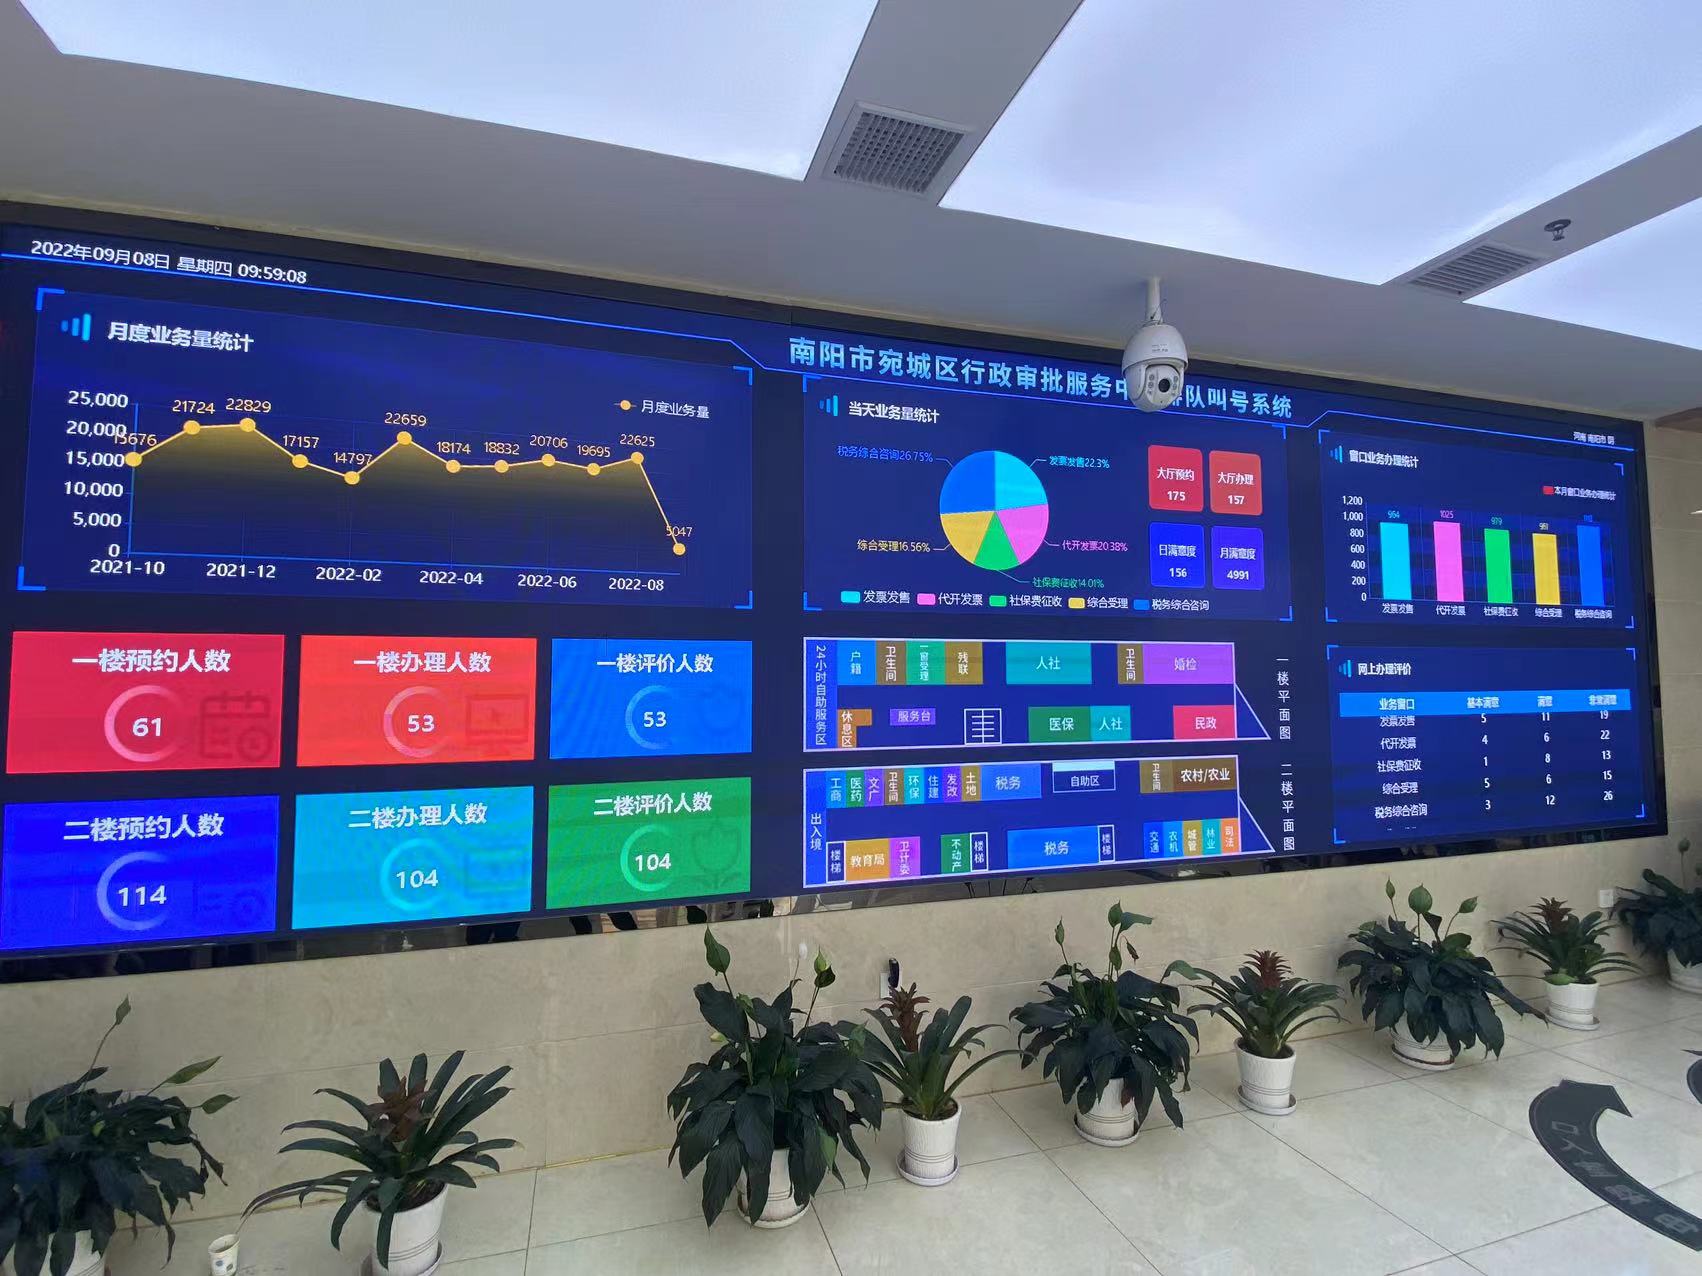 2022年09月08日 星期四 09:59:08
南阳市宛城区行政审批服务中
队叫号系统
河南 南阳市 阴
月度业务量统计
月度业务量
25,000
20,000
15,000
10,000
5,000
0
15676
21724
22829
17157
14797
22659
18174
18832
20706
19695
22625
5047
2021-10
2021-12
2022-02
2022-04
2022-06
2022-08
一楼预约人数
61
一楼办理人数
53
一楼评价人数
53
二楼预约人数
114
二楼办理人数
104
二楼评价人数
104
当天业务量统计
税务综合咨询26.75%
发票发售22.3%
综合受理16.56%
代开发票20.38%
社保费征收14.01%
发票发售 代开发票 社保费征收 综合受理 税务综合咨询
大厅预约
175
大厅办理
157
日满意度
156
月满意度
4991
24小时自助服务区
户籍
卫生间
一窗受理
残联
人社
卫生间
婚检
休息区
服务台
医保
人社
民政
一楼平面图
出入境
工商
医药
文广
卫生间
环保
住建
发改
土地
税务
自助区
卫生间
农村/农业
楼梯
教育局
卫计委
不动产
楼梯
税务
楼梯
交通
农机
城管
林业
司法
二楼平面图
窗口业务办理统计
本月窗口业务办理统计
1,200
1,000
800
600
400
200
0
964
1025
979
发票发售
代开发票
社保费征收
综合受理
税务综合咨询
网上办理评价
业务窗口 基本满意 满意 非常满意
发票发售 5 11 19
代开发票 4 6 22
社保费征收 1 8 13
综合受理 5 6 15
税务综合咨询 3 12 26